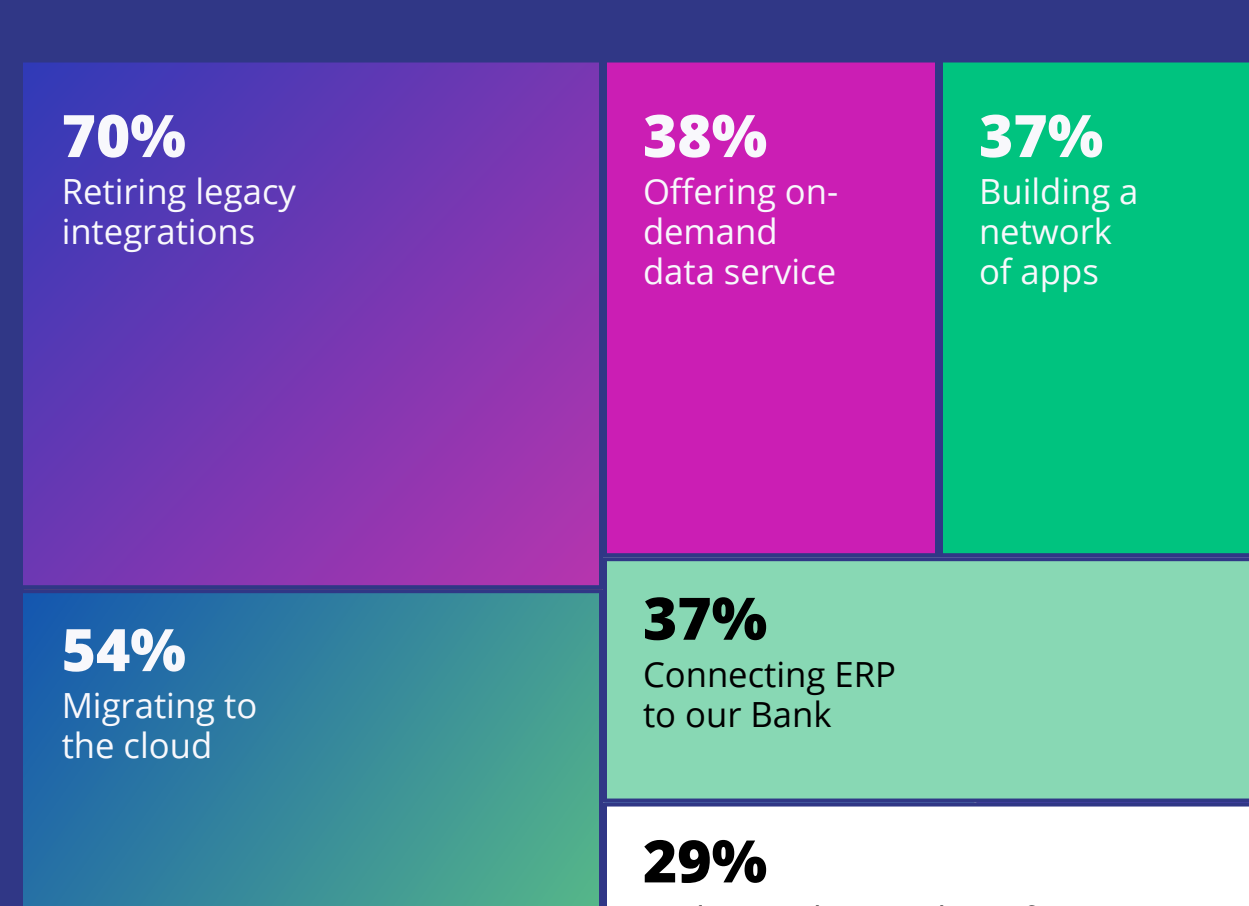 70%
Retiring legacy
integrations
38%
Offering on-
demand
data service
37%
Building a
network
of apps
54%
Migrating to
the cloud
37%
Connecting ERP
to our Bank
29%